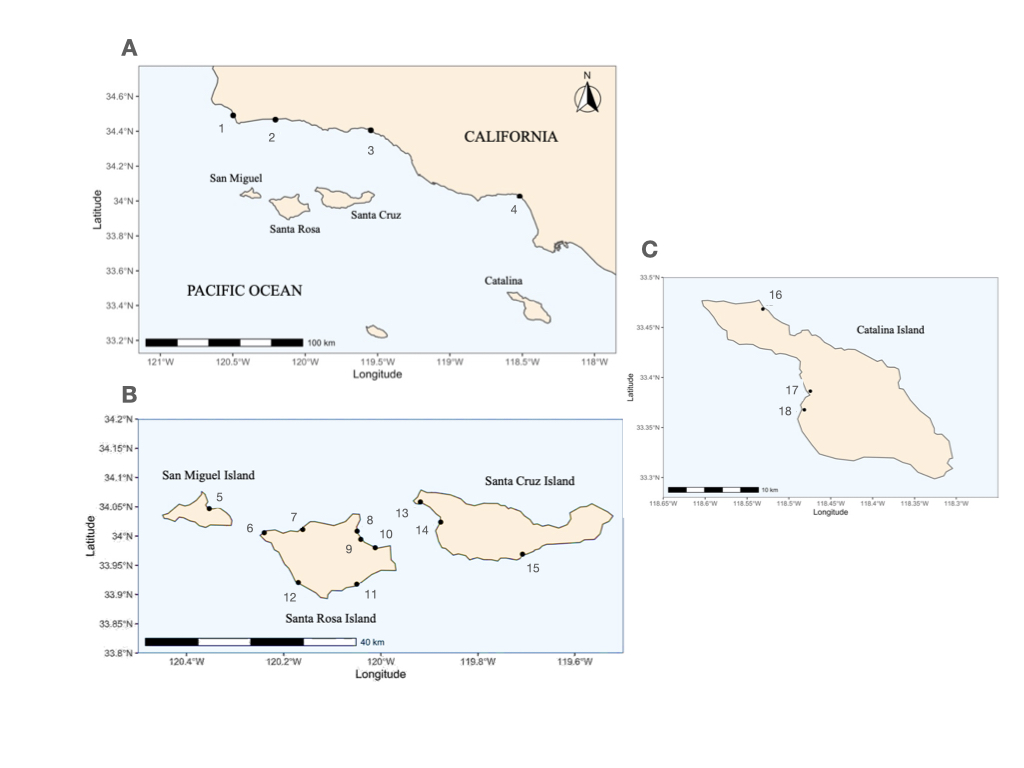 A
N
34.6°N
34.4°N
34.2°N
34°N
33.8°N
33.6°N
33.4°N
33.2°N
Latitude
1
2
3
4
CALIFORNIA
San Miguel
Santa Rosa
Santa Cruz
Catalina
PACIFIC OCEAN
100 km
121°W
120.5°W
120°W
119.5°W
119°W
118.5°W
118°W
Longitude
B
34.2°N
34.15°N
34.1°N
34.05°N
34°N
33.95°N
33.9°N
33.85°N
33.8°N
Latitude
San Miguel Island
Santa Cruz Island
Santa Rosa Island
5
6
7
8
9
10
11
12
13
14
15
40 km
120.4°W
120.2°W
120°W
119.8°W
119.6°W
Longitude
C
33.5°N
33.45°N
33.4°N
33.35°N
33.3°N
Latitude
16
Catalina Island
17
18
10 km
118.65°W
118.6°W
118.55°W
118.5°W
118.45°W
118.4°W
118.35°W
118.3°W
Longitude